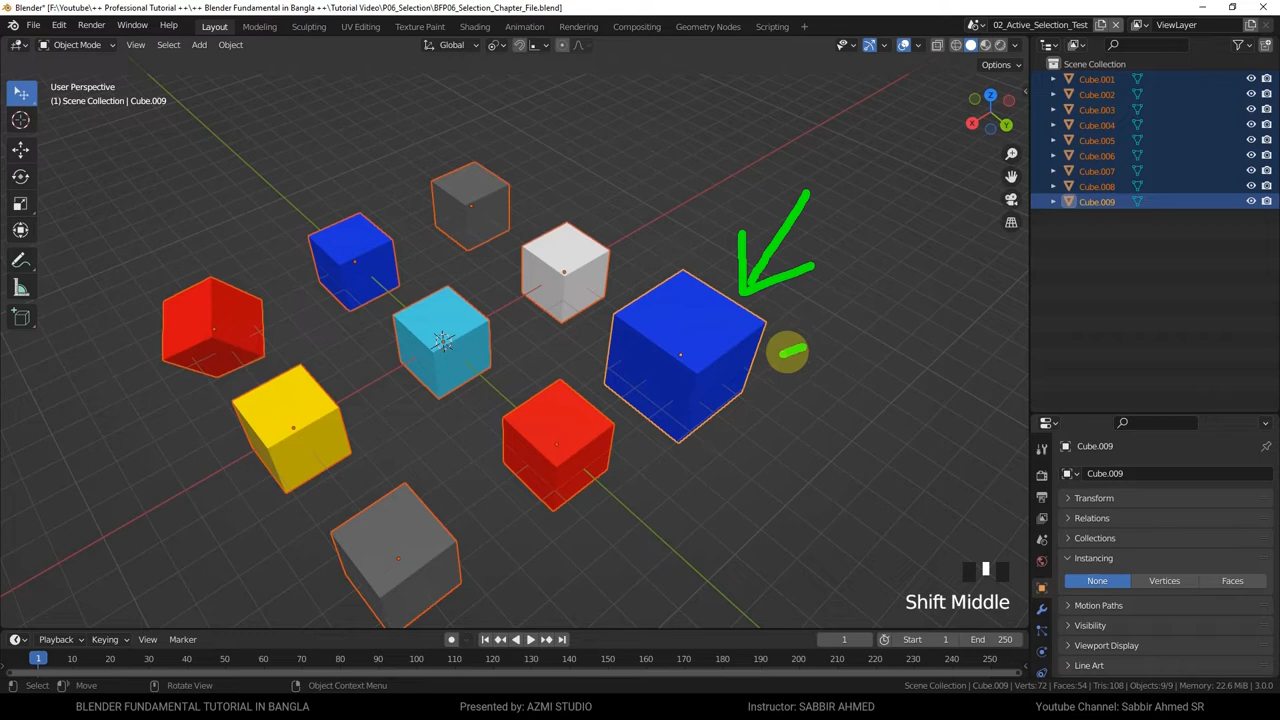 Blender* [F:\Youtube\++ Professional Tutorial ++\++ Blender Fundamental in Bangla ++\Tutorial Video\P06_Selection\BFP06_Selection_Chapter_File.blend]
File Edit Render Window Help Layout Modeling Sculpting UV Editing Texture Paint Shading Animation Rendering Compositing Geometry Nodes Scripting + 02_Active_Selection_Test ViewLayer
Object Mode View Select Add Object Global
Options
User Perspective
(1) Scene Collection | Cube.009
Z
X
Y
Scene Collection
Cube.001
Cube.002
Cube.003
Cube.004
Cube.005
Cube.006
Cube.007
Cube.008
Cube.009
Cube.009
Cube.009
Transform
Relations
Collections
Instancing
None Vertices Faces
Motion Paths
Visibility
Viewport Display
Line Art
Shift Middle
Playback Keying View Marker 1 Start 1 End 250
1 10 20 30 40 50 60 70 80 90 100 110 120 130 140 150 160 170 180 190 200 210 220 230 240 250
Select Move Rotate View Object Context Menu Scene Collection | Cube.009 | Verts:72 | Faces:54 | Tris:108 | Objects:9/9 | Memory: 22.6 MiB | 3.0.0
BLENDER FUNDAMENTAL TUTORIAL IN BANGLA Presented by: AZMI STUDIO Instructor: SABBIR AHMED Youtube Channel: Sabbir Ahmed SR